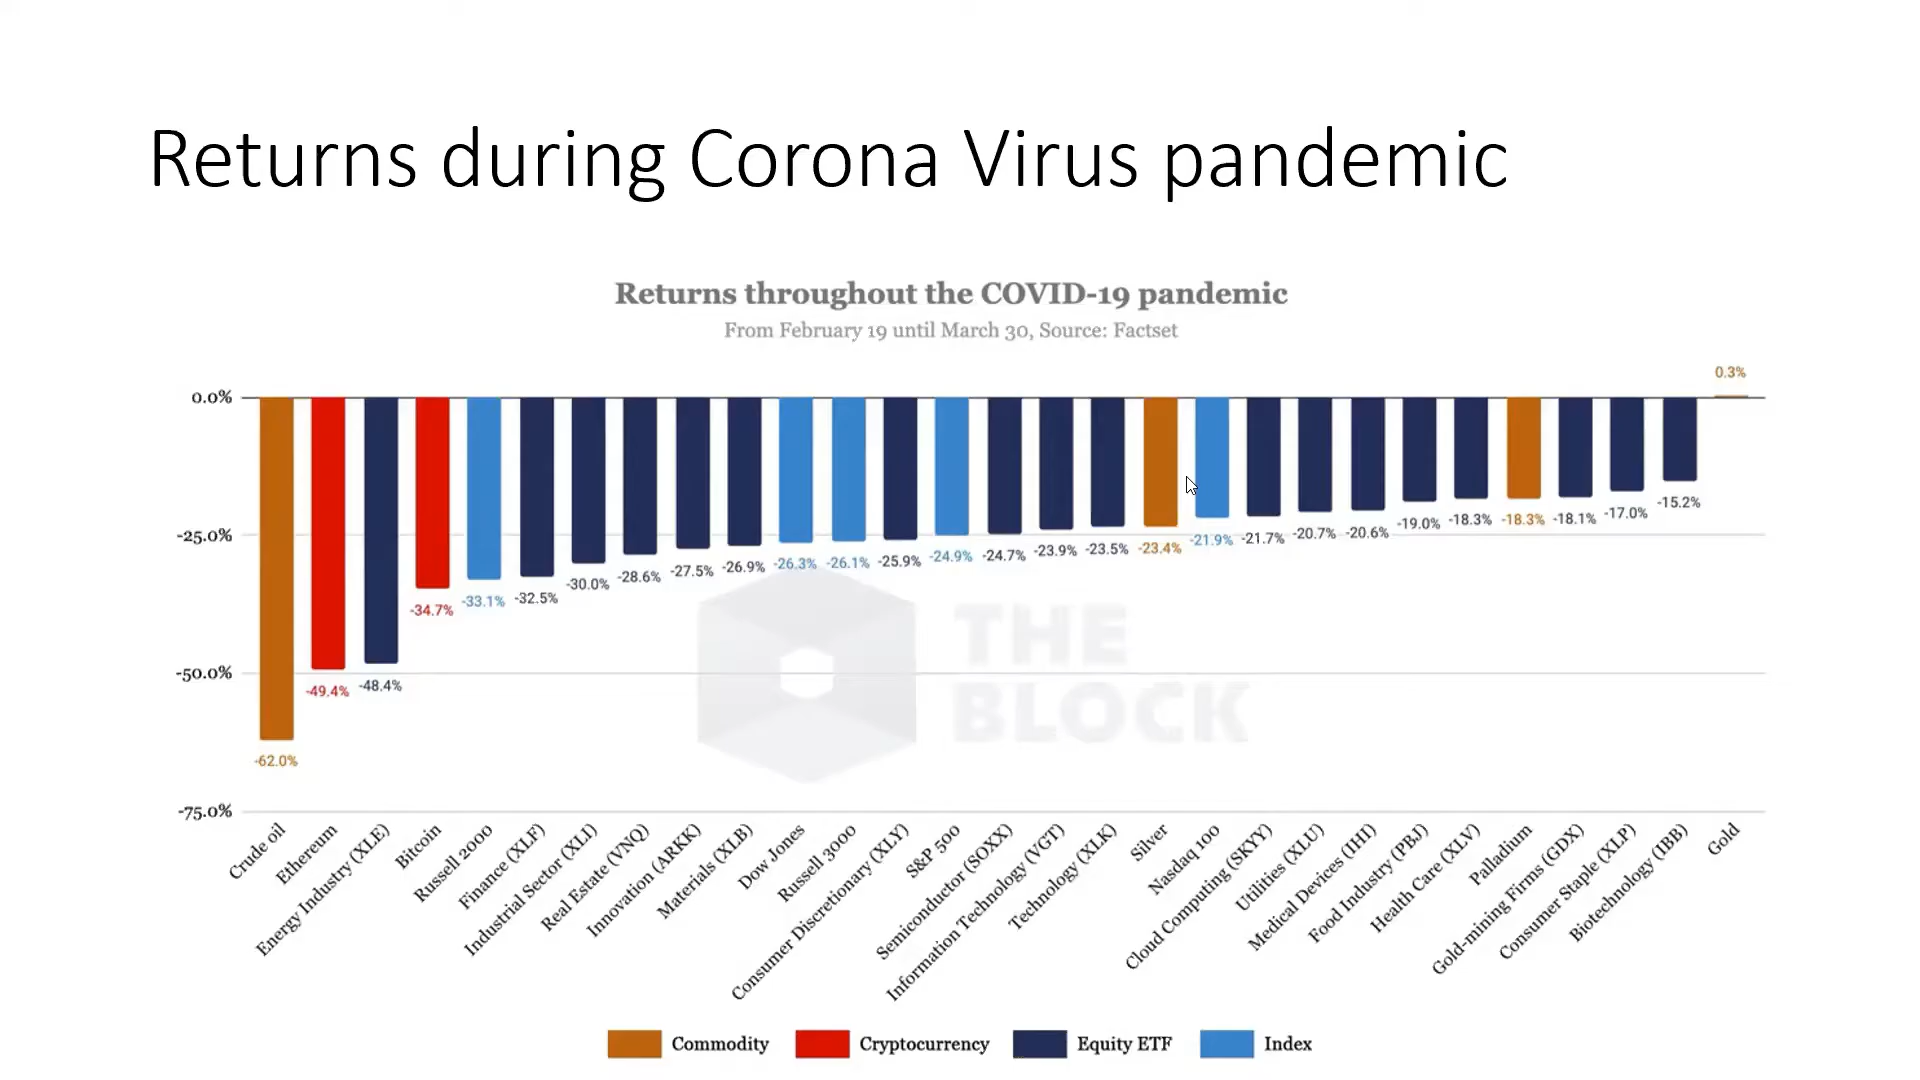 Returns during Corona Virus pandemic
Returns throughout the COVID-19 pandemic
From February 19 until March 30, Source: Factset
0.3%
0.0%
-25.0%
-50.0%
-75.0%
-62.0%
-49.4%
-48.4%
-34.7%
-33.1%
-32.5%
-30.0%
-28.6%
-27.5%
-26.9%
-26.3%
-26.1%
-25.9%
-24.9%
-24.7%
-23.9%
-23.5%
-23.4%
-21.9%
-21.7%
-20.7%
-20.6%
-19.0%
-18.3%
-18.3%
-18.1%
-17.0%
-15.2%
THE
BLOCK
Crude oil
Ethereum
Energy Industry (XLE)
Bitcoin
Russell 2000
Finance (XLF)
Industrial Sector (XLI)
Real Estate (VNQ)
Innovation (ARKK)
Materials (XLB)
Dow Jones
Russell 3000
Consumer Discretionary (XLY)
S&P 500
Semiconductor (SOXX)
Information Technology (VGT)
Technology (XLK)
Silver
Nasdaq 100
Cloud Computing (SKYY)
Utilities (XLU)
Medical Devices (IHI)
Food Industry (PBJ)
Health Care (XLV)
Palladium
Gold-mining Firms (GDX)
Consumer Staple (XLP)
Biotechnology (IBB)
Gold
Commodity
Cryptocurrency
Equity ETF
Index